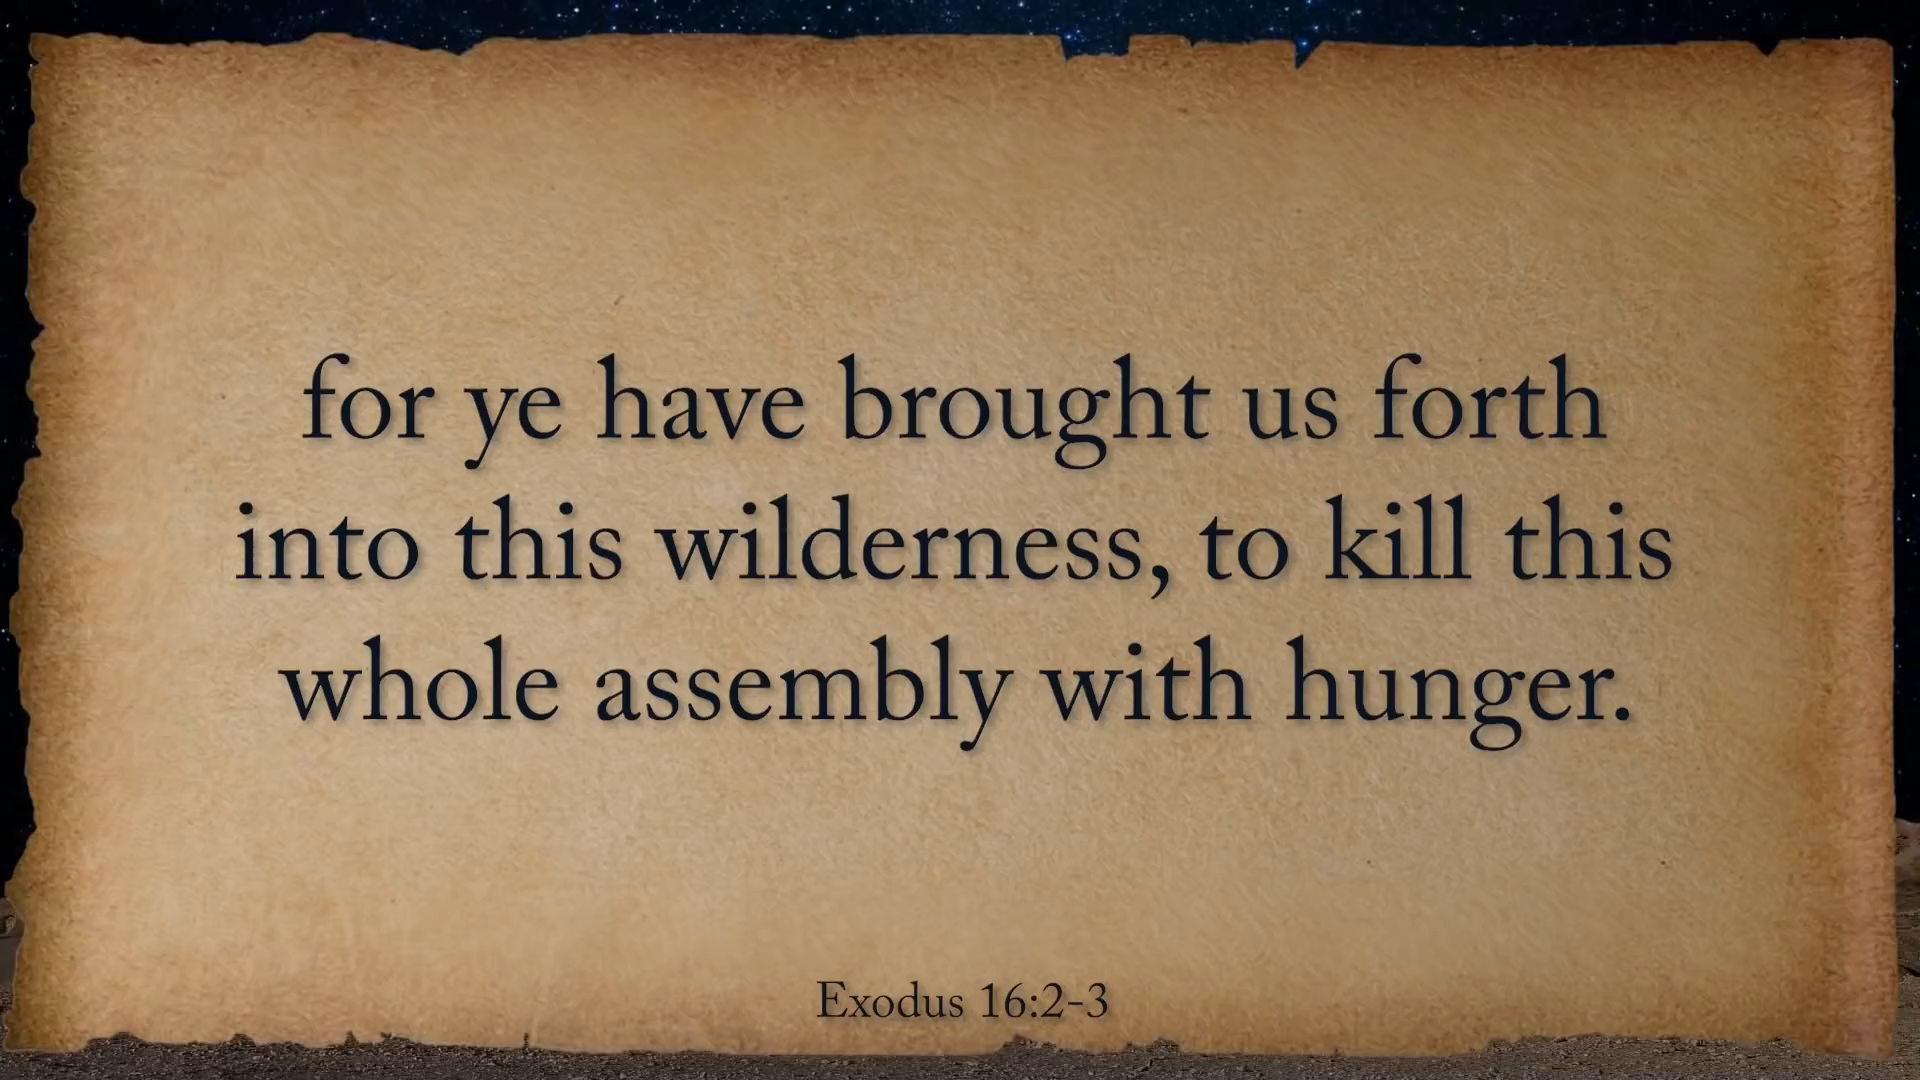 for ye have brought us forth
into this wilderness, to kill this
whole assembly with hunger.
Exodus 16:2-3